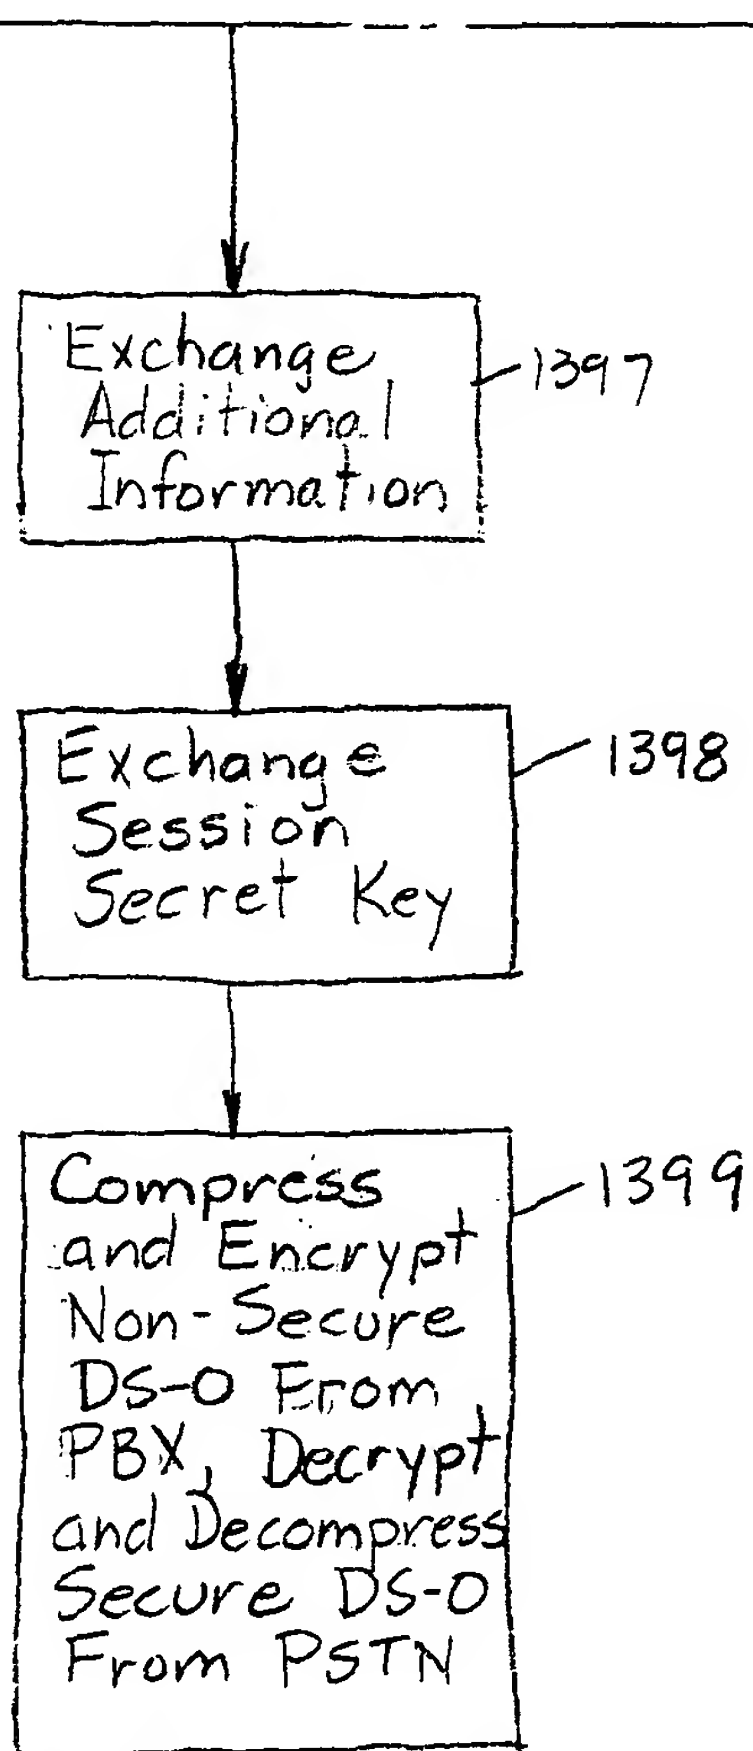 Exchange
Additional
Information
1397
Exchange
Session
Secret Key
1398
Compress
and Encrypt
Non-Secure
DS-0 From
PBX, Decrypt
and Decompress
Secure DS-0
From PSTN
1399